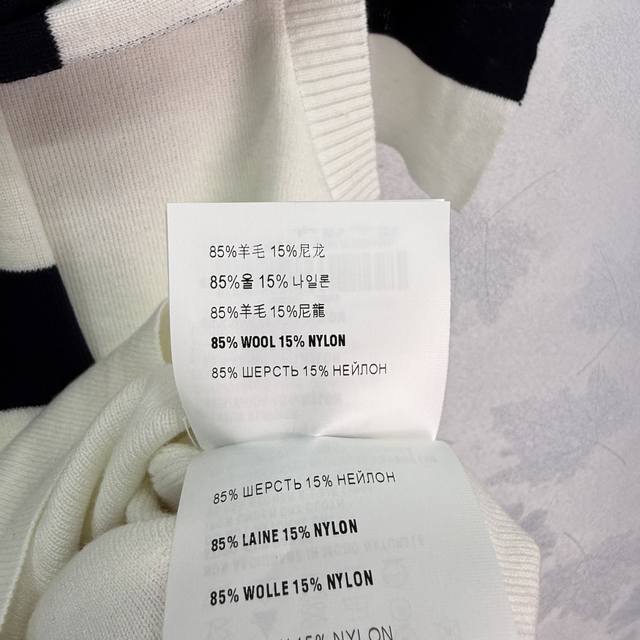 85%羊毛 15%尼龙
85%울 15% 나일론
85%羊毛 15%尼龍
85% WOOL 15% NYLON
85% ШЕРСТЬ 15% НЕЙЛОН
85% ШЕРСТЬ 15% НЕЙЛОН
85% LAINE 15% NYLON
85% WOLLE 15% NYLON
15% NYLON